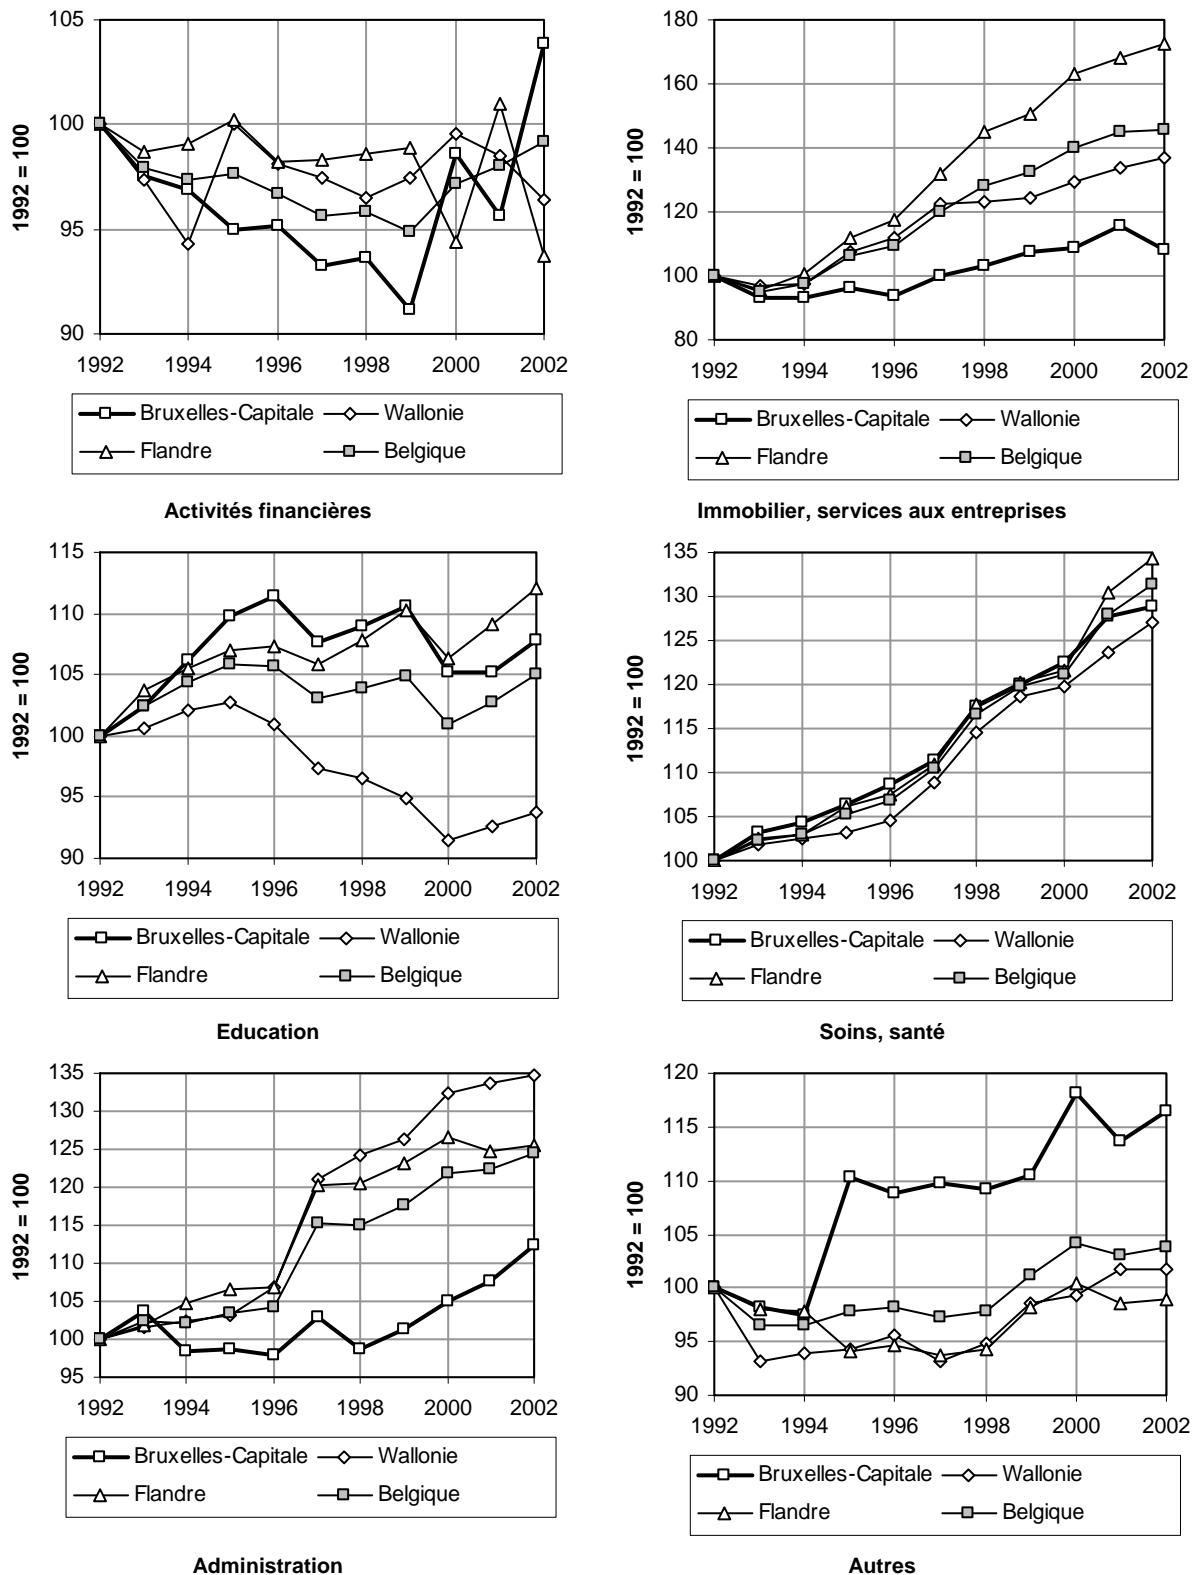 105
100
95
90
1992 = 100
1992 1994 1996 1998 2000 2002
Bruxelles-Capitale Wallonie
Flandre Belgique
Activités financières
180
160
140
120
100
80
1992 = 100
1992 1994 1996 1998 2000 2002
Bruxelles-Capitale Wallonie
Flandre Belgique
Immobilier, services aux entreprises
115
110
105
100
95
90
1992 = 100
1992 1994 1996 1998 2000 2002
Bruxelles-Capitale Wallonie
Flandre Belgique
Education
135
130
125
120
115
110
105
100
1992 = 100
1992 1994 1996 1998 2000 2002
Bruxelles-Capitale Wallonie
Flandre Belgique
Soins, santé
135
130
125
120
115
110
105
100
95
1992 = 100
1992 1994 1996 1998 2000 2002
Bruxelles-Capitale Wallonie
Flandre Belgique
Administration
120
115
110
105
100
95
90
1992 = 100
1992 1994 1996 1998 2000 2002
Bruxelles-Capitale Wallonie
Flandre Belgique
Autres